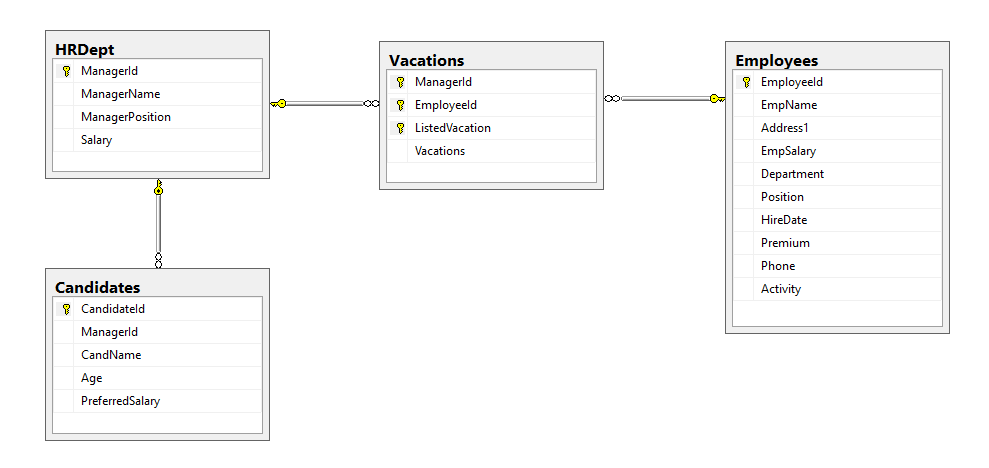 HRDept
ManagerId
ManagerName
ManagerPosition
Salary
Vacations
ManagerId
EmployeeId
ListedVacation
Vacations
Employees
EmployeeId
EmpName
Address1
EmpSalary
Department
Position
HireDate
Premium
Phone
Activity
Candidates
CandidateId
ManagerId
CandName
Age
PreferredSalary